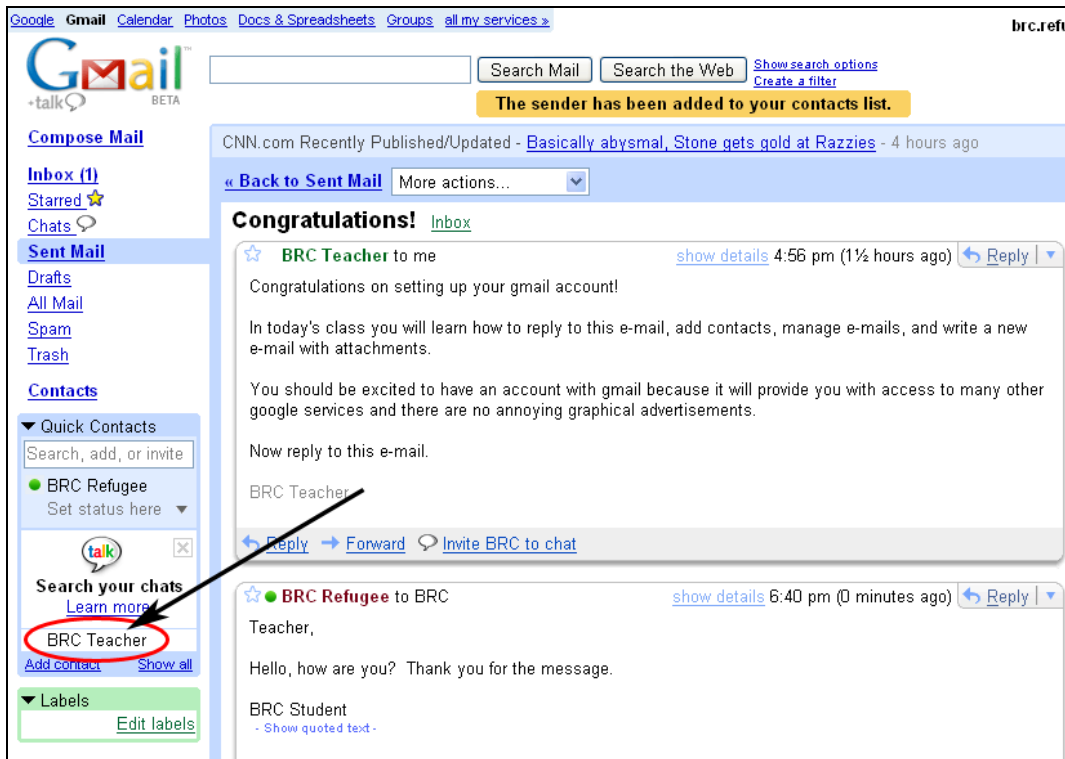 Google Gmail Calendar Photos Docs & Spreadsheets Groups all my services »
brc.refu
Gmail™
+talk BETA
Search Mail Search the Web Show search options
Create a filter
The sender has been added to your contacts list.
Compose Mail
Inbox (1)
Starred
Chats
Sent Mail
Drafts
All Mail
Spam
Trash
Contacts
Quick Contacts
Search, add, or invite
BRC Refugee
Set status here
talk
Search your chats
Learn more
BRC Teacher
Add contact Show all
Labels
Edit labels
CNN.com Recently Published/Updated - Basically abysmal, Stone gets gold at Razzies - 4 hours ago
« Back to Sent Mail More actions...
Congratulations! Inbox
BRC Teacher to me show details 4:56 pm (1½ hours ago) Reply
Congratulations on setting up your gmail account!
In today's class you will learn how to reply to this e-mail, add contacts, manage e-mails, and write a new
e-mail with attachments.
You should be excited to have an account with gmail because it will provide you with access to many other
google services and there are no annoying graphical advertisements.
Now reply to this e-mail.
BRC Teacher
Reply Forward Invite BRC to chat
BRC Refugee to BRC show details 6:40 pm (0 minutes ago) Reply
Teacher,
Hello, how are you? Thank you for the message.
BRC Student
- Show quoted text -